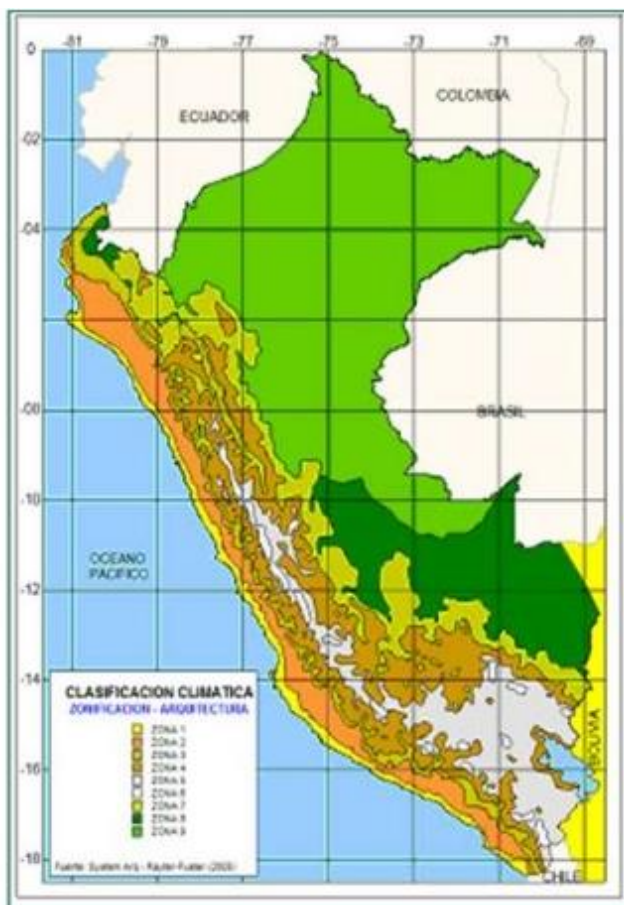 -81 -79 -77 -75 -73 -71 -69
0
COLOMBIA
ECUADOR
-02
-04
-08
BRASIL
-10
OCEANO
PACIFICO
-12
-14
CLASIFICACION CLIMATICA
ZONIFICACION - ARQUITECTURA
ZONA 1
ZONA 2
ZONA 3
ZONA 4
ZONA 5
ZONA 6
ZONA 7
ZONA 8
ZONA 9
BOLIVIA
-16
-18
Fuente:
CHILE